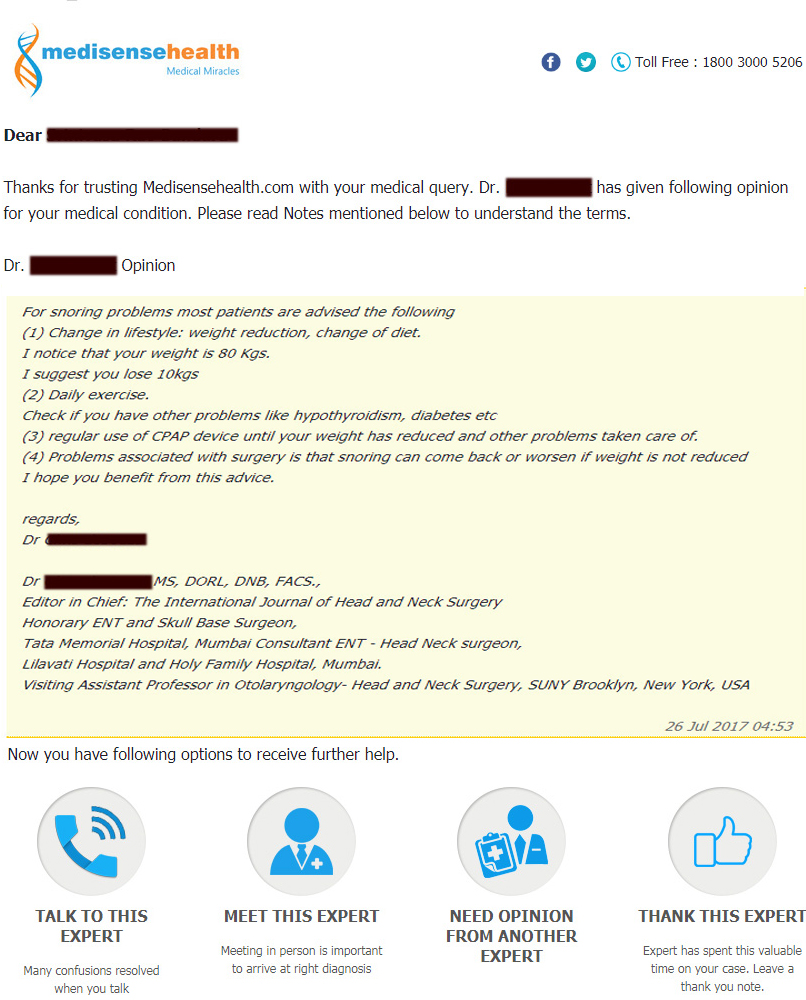 medisensehealth
Medical Miracles
Toll Free : 1800 3000 5206
Dear
Thanks for trusting Medisensehealth.com with your medical query. Dr. has given following opinion
for your medical condition. Please read Notes mentioned below to understand the terms.
Dr. Opinion
For snoring problems most patients are advised the following
(1) Change in lifestyle: weight reduction, change of diet.
I notice that your weight is 80 Kgs.
I suggest you lose 10kgs
(2) Daily exercise.
Check if you have other problems like hypothyroidism, diabetes etc
(3) regular use of CPAP device until your weight has reduced and other problems taken care of.
(4) Problems associated with surgery is that snoring can come back or worsen if weight is not reduced
I hope you benefit from this advice.
regards,
Dr
Dr MS, DORL, DNB, FACS.,
Editor in Chief: The International Journal of Head and Neck Surgery
Honorary ENT and Skull Base Surgeon,
Tata Memorial Hospital, Mumbai Consultant ENT - Head Neck surgeon,
Lilavati Hospital and Holy Family Hospital, Mumbai.
Visiting Assistant Professor in Otolaryngology- Head and Neck Surgery, SUNY Brooklyn, New York, USA
26 Jul 2017 04:53
Now you have following options to receive further help.
TALK TO THIS
EXPERT
Many confusions resolved
when you talk
MEET THIS EXPERT
Meeting in person is important
to arrive at right diagnosis
NEED OPINION
FROM ANOTHER
EXPERT
THANK THIS EXPERT
Expert has spent this valuable
time on your case. Leave a
thank you note.